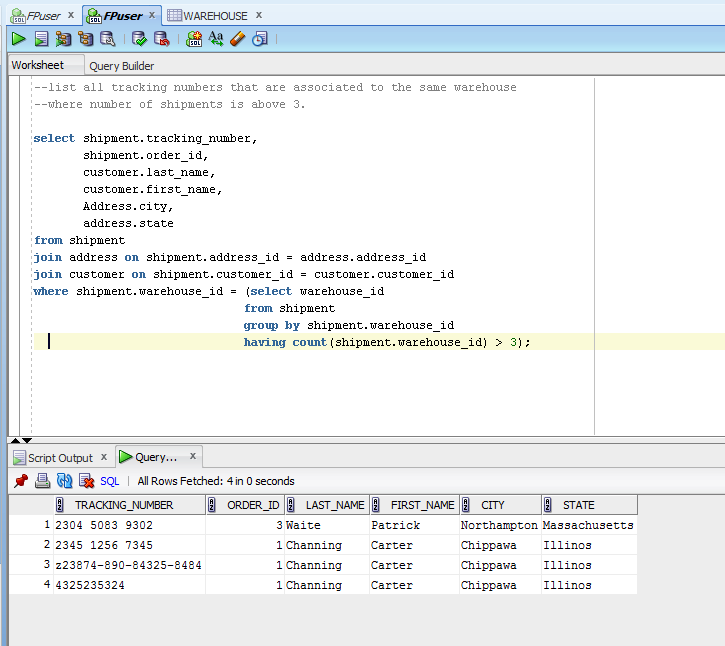 FPuser x FPuser x WAREHOUSE x
SQL Aa
Worksheet Query Builder
--list all tracking numbers that are associated to the same warehouse
--where number of shipments is above 3.
select shipment.tracking_number,
shipment.order_id,
customer.last_name,
customer.first_name,
Address.city,
address.state
from shipment
join address on shipment.address_id = address.address_id
join customer on shipment.customer_id = customer.customer_id
where shipment.warehouse_id = (select warehouse_id
from shipment
group by shipment.warehouse_id
having count(shipment.warehouse_id) > 3);
Script Output x Query... x
SQL | All Rows Fetched: 4 in 0 seconds
TRACKING_NUMBER ORDER_ID LAST_NAME FIRST_NAME CITY STATE
1 2304 5083 9302 3 Waite Patrick Northampton Massachusetts
2 2345 1256 7345 1 Channing Carter Chippawa Illinos
3 z23874-890-84325-8484 1 Channing Carter Chippawa Illinos
4 4325235324 1 Channing Carter Chippawa Illinos